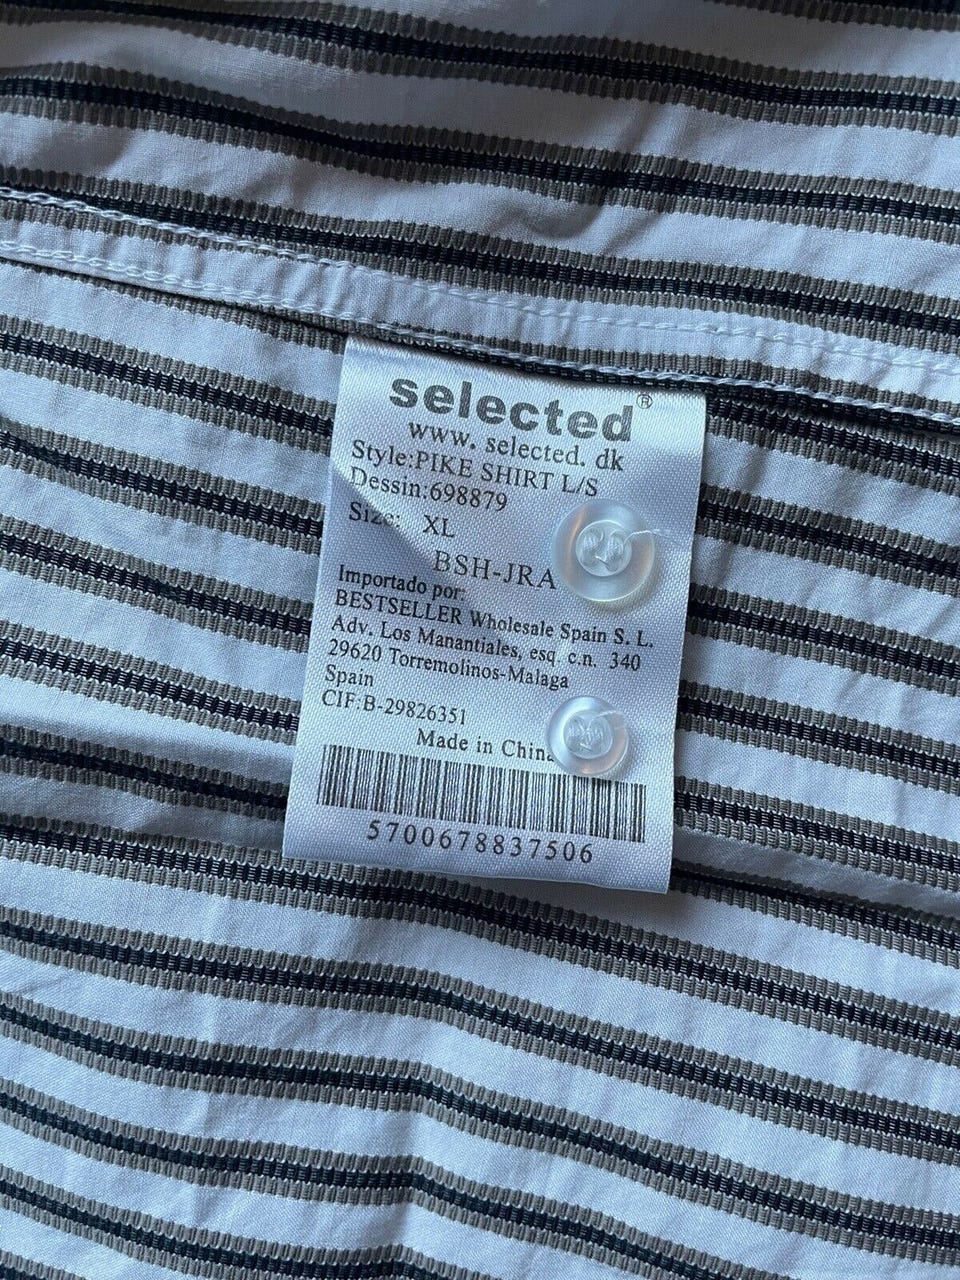 selected®
www. selected. dk
Style:PIKE SHIRT L/S
Dessin:698879
Size: XL
BSH-JRA
Importado por:
BESTSELLER Wholesale Spain S. L.
Adv. Los Manantiales, esq. c.n. 340
29620 Torremolinos-Malaga
Spain
CIF:B-29826351
Made in China
5700678837506